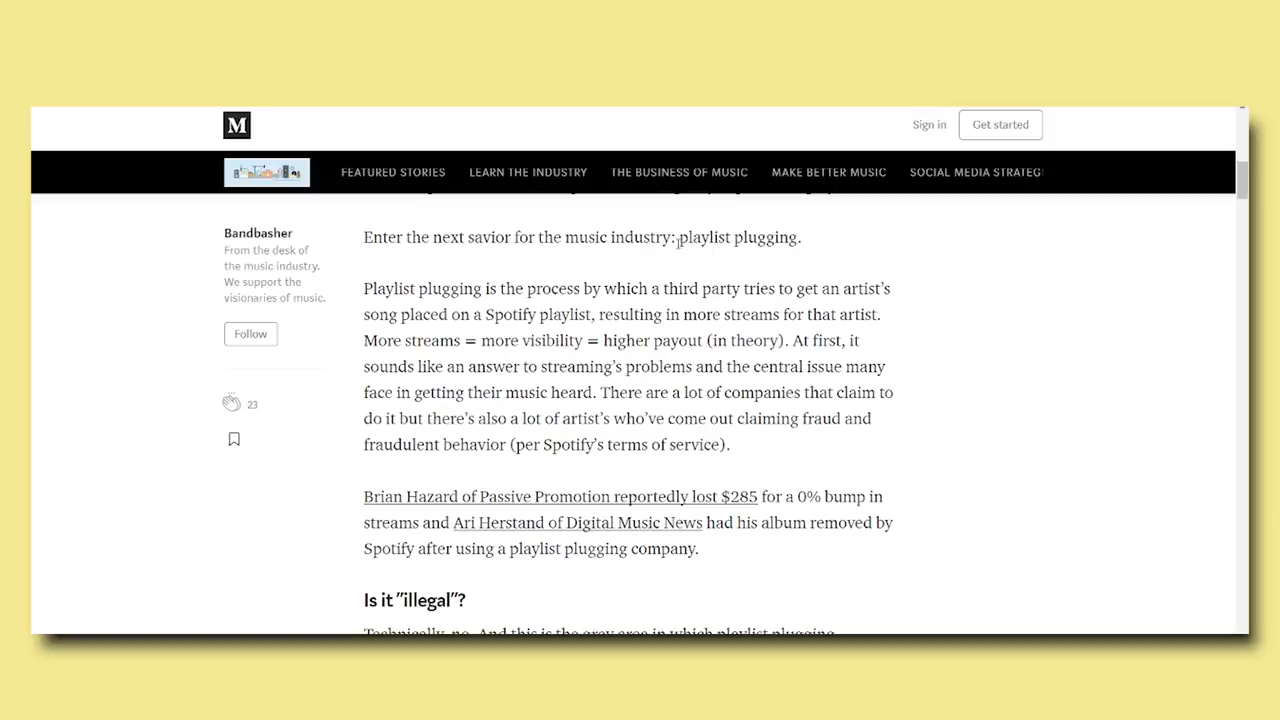 M
Sign in
Get started
FEATURED STORIES
LEARN THE INDUSTRY
THE BUSINESS OF MUSIC
MAKE BETTER MUSIC
SOCIAL MEDIA STRATEG
Bandbasher
From the desk of
the music industry.
We support the
visionaries of music.
Follow
23
Enter the next savior for the music industry: playlist plugging.
Playlist plugging is the process by which a third party tries to get an artist's
song placed on a Spotify playlist, resulting in more streams for that artist.
More streams = more visibility = higher payout (in theory). At first, it
sounds like an answer to streaming's problems and the central issue many
face in getting their music heard. There are a lot of companies that claim to
do it but there's also a lot of artist's who've come out claiming fraud and
fraudulent behavior (per Spotify's terms of service).
Brian Hazard of Passive Promotion reportedly lost $285 for a 0% bump in
streams and Ari Herstand of Digital Music News had his album removed by
Spotify after using a playlist plugging company.
Is it "illegal"?
Technically, no. And this is the grey area in which playlist plugging